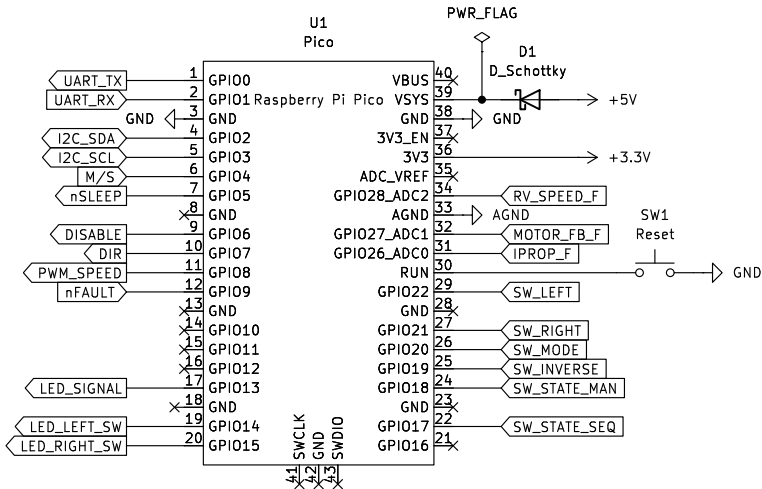 PWR_FLAG
U1
Pico
D1
D_Schottky
UART_TX 1 GPIO0 VBUS 40
UART_RX 2 GPIO1 Raspberry Pi Pico VSYS 39 +5V
GND 3 GND GND 38 GND
I2C_SDA 4 GPIO2 3V3_EN 37
I2C_SCL 5 GPIO3 3V3 36 +3.3V
M/S 6 GPIO4 ADC_VREF 35
nSLEEP 7 GPIO5 GPIO28_ADC2 34 RV_SPEED_F
8 GND AGND 33 AGND
SW1
DISABLE 9 GPIO6 GPIO27_ADC1 32 MOTOR_FB_F
Reset
DIR 10 GPIO7 GPIO26_ADC0 31 IPROP_F
PWM_SPEED 11 GPIO8 RUN 30 GND
nFAULT 12 GPIO9 GPIO22 29 SW_LEFT
13 GND GND 28
14 GPIO10 GPIO21 27 SW_RIGHT
15 GPIO11 GPIO20 26 SW_MODE
16 GPIO12 GPIO19 25 SW_INVERSE
LED_SIGNAL 17 GPIO13 GPIO18 24 SW_STATE_MAN
18 GND GND 23
LED_LEFT_SW 19 GPIO14 GPIO17 22 SW_STATE_SEQ
LED_RIGHT_SW 20 GPIO15 GPIO16 21
SWCLK 41
GND 42
SWDIO 43